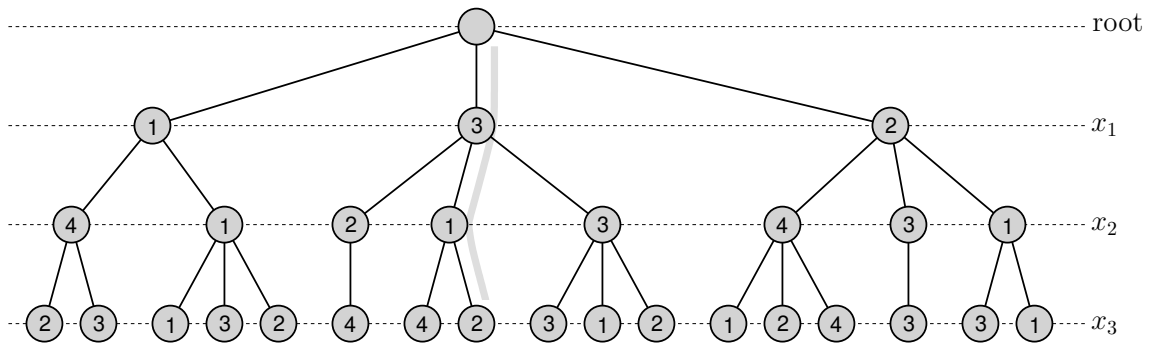 root
1 3 2 x₁
4 1 2 1 3 4 3 1 x₂
2 3 1 3 2 4 4 2 3 1 2 1 2 4 3 3 1 x₃